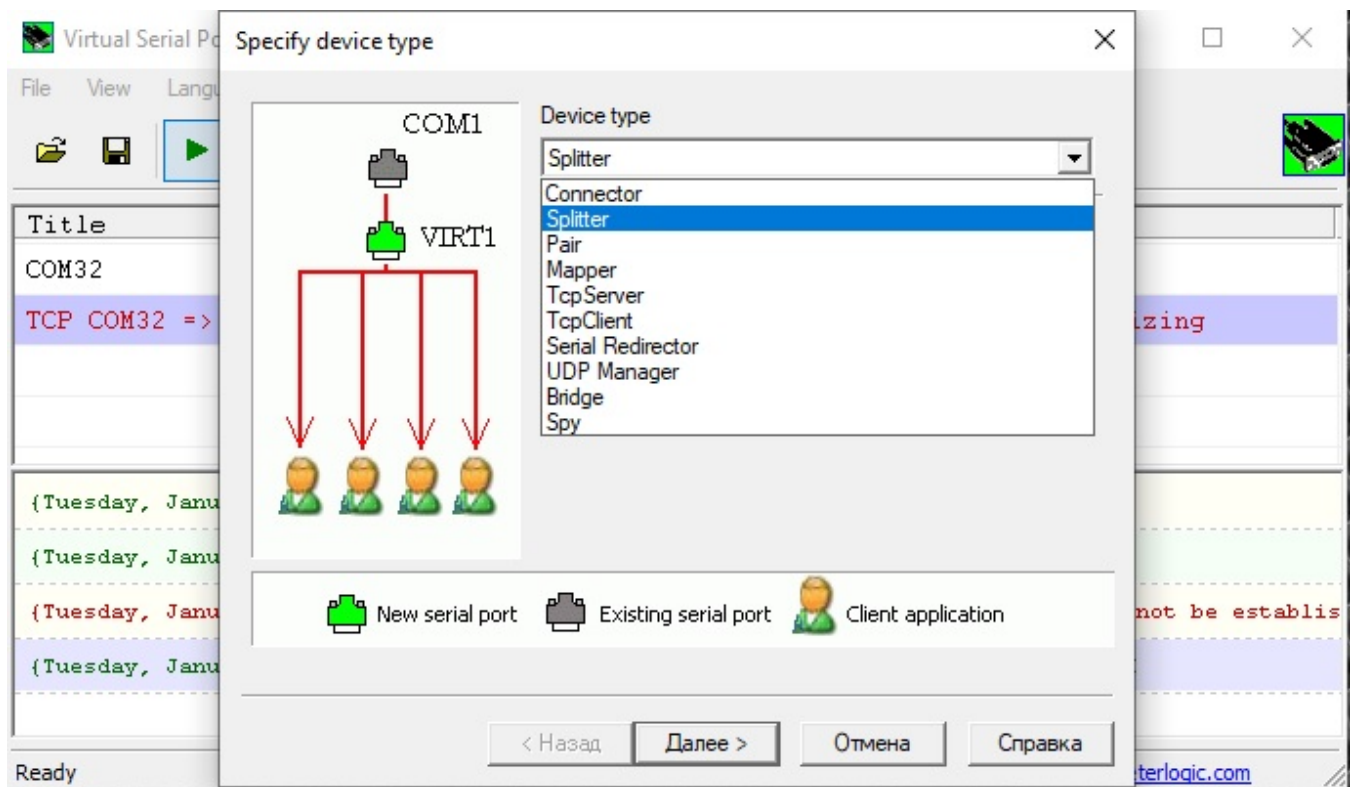 Virtual Serial Po
Specify device type
File View Langu
COM1
VIRT1
Device type
Splitter
Connector
Splitter
Pair
Mapper
TcpServer
TcpClient
Serial Redirector
UDP Manager
Bridge
Spy
Title
COM32
TCP COM32 => izing
{Tuesday, Janu
{Tuesday, Janu
{Tuesday, Janu not be establis
{Tuesday, Janu
New serial port Existing serial port Client application
< Назад Далее > Отмена Справка
Ready terlogic.com